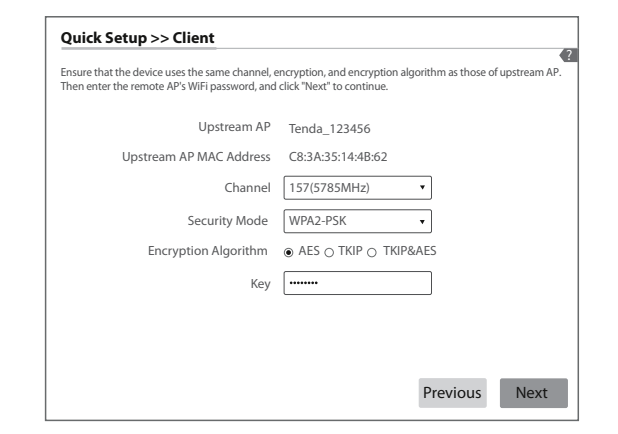 Quick Setup >> Client
?
Ensure that the device uses the same channel, encryption, and encryption algorithm as those of upstream AP.
Then enter the remote AP's WiFi password, and click "Next" to continue.
Upstream AP Tenda_123456
Upstream AP MAC Address C8:3A:35:14:4B:62
Channel 157(5785MHz)
Security Mode WPA2-PSK
Encryption Algorithm AES TKIP TKIP&AES
Key ••••••••
Previous Next